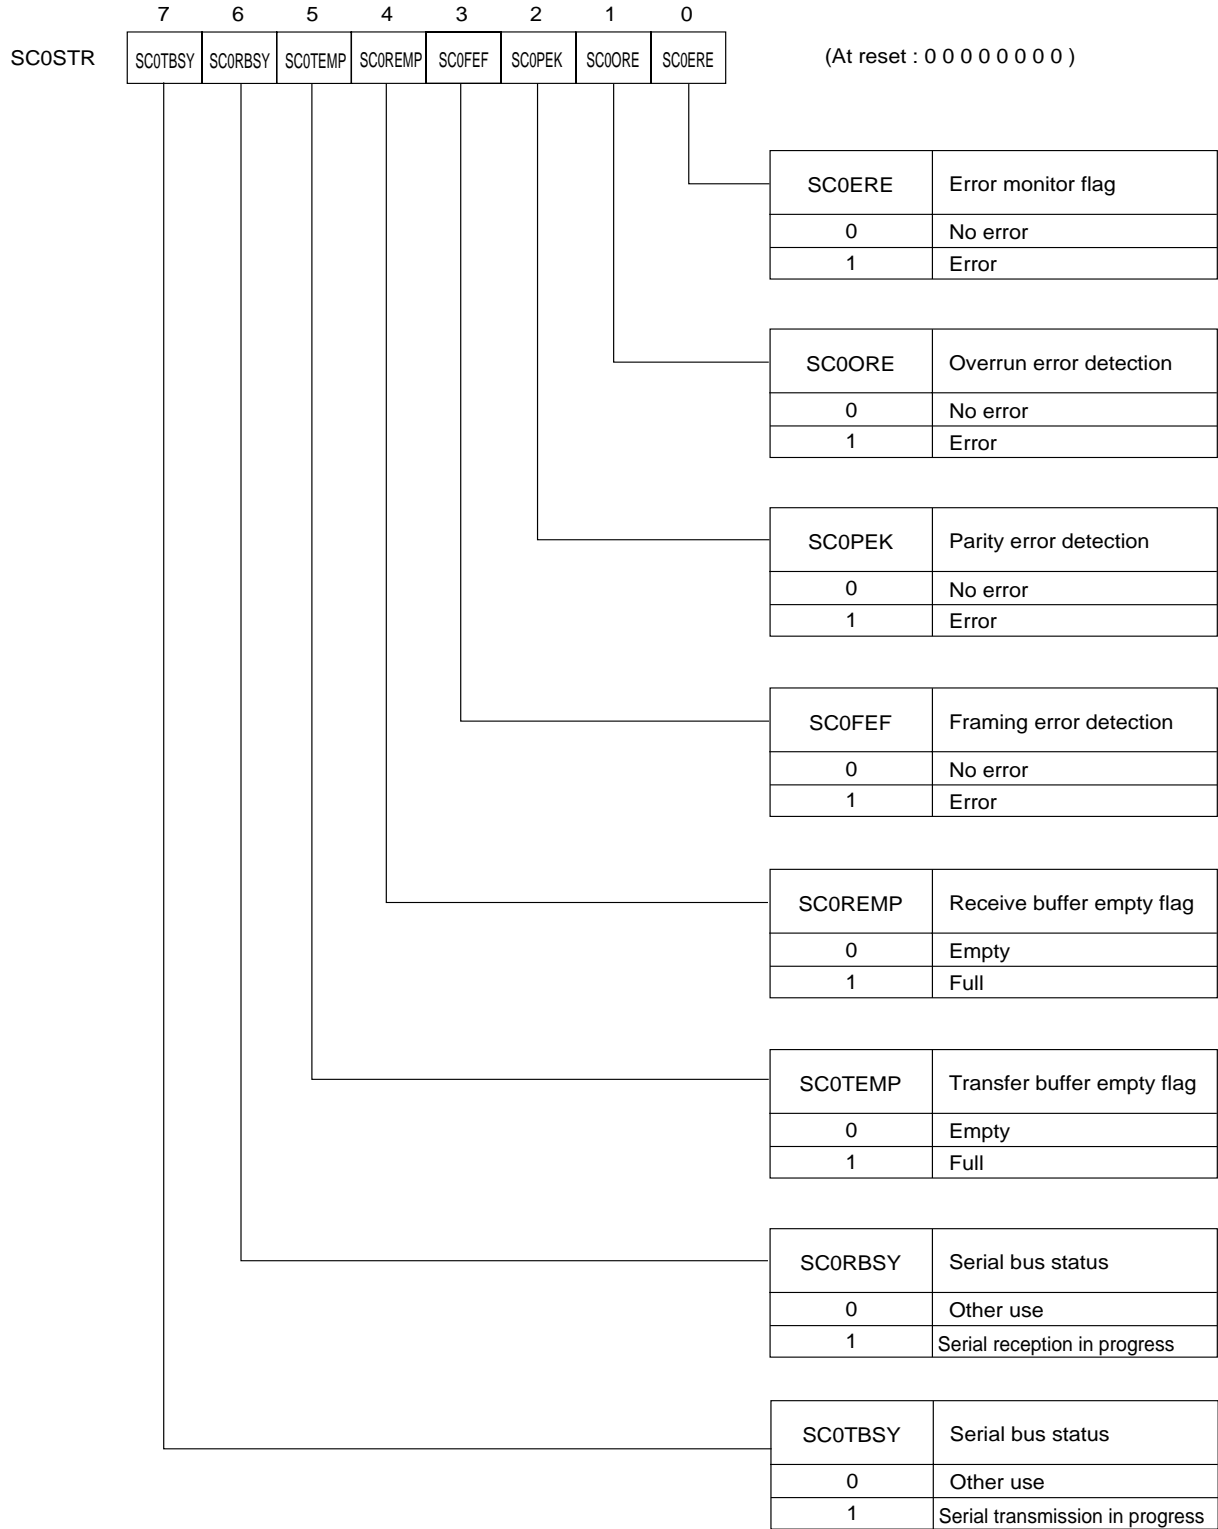 7 6 5 4 3 2 1 0
SC0STR SC0TBSY SC0RBSY SC0TEMP SC0REMP SC0FEF SC0PEK SC0ORE SC0ERE (At reset : 0 0 0 0 0 0 0 0 )
SC0ERE Error monitor flag
0 No error
1 Error
SC0ORE Overrun error detection
0 No error
1 Error
SC0PEK Parity error detection
0 No error
1 Error
SC0FEF Framing error detection
0 No error
1 Error
SC0REMP Receive buffer empty flag
0 Empty
1 Full
SC0TEMP Transfer buffer empty flag
0 Empty
1 Full
SC0RBSY Serial bus status
0 Other use
1 Serial reception in progress
SC0TBSY Serial bus status
0 Other use
1 Serial transmission in progress